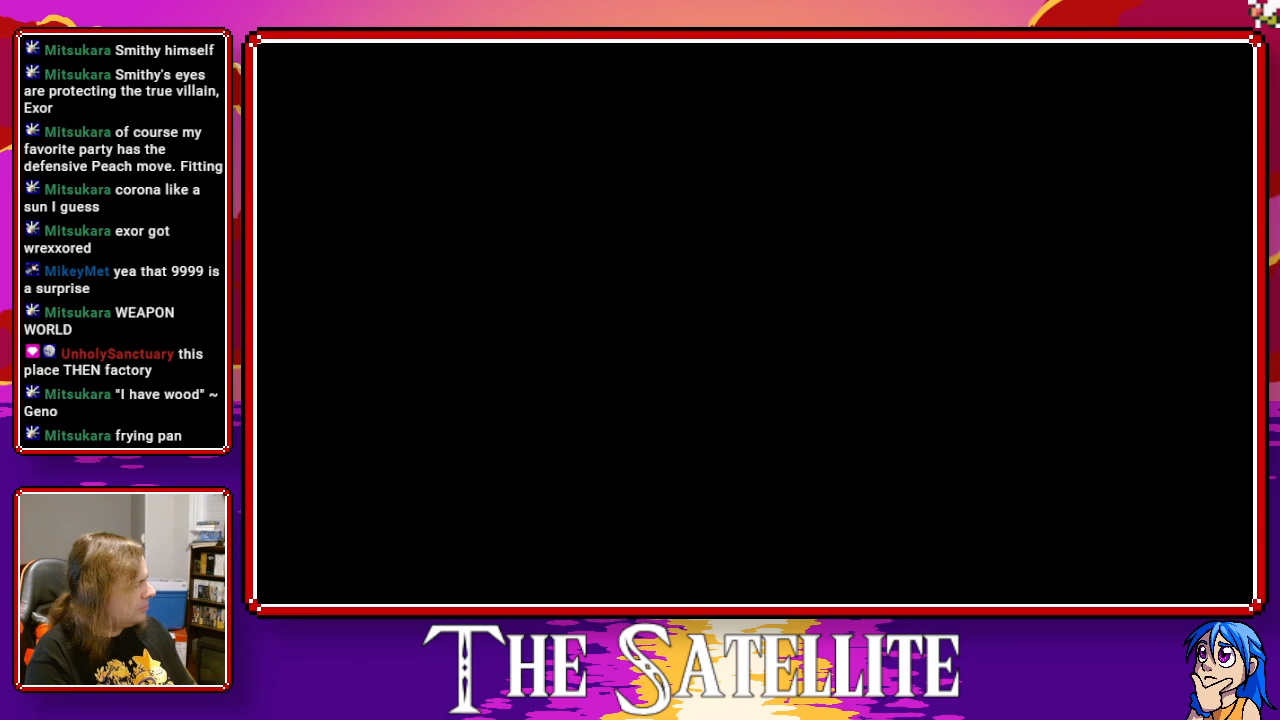 Mitsukara Smithy himself
Mitsukara Smithy's eyes
are protecting the true villain,
Exor
Mitsukara of course my
favorite party has the
defensive Peach move. Fitting
Mitsukara corona like a
sun I guess
Mitsukara exor got
wrexxored
MikeyMet yea that 9999 is
a surprise
Mitsukara WEAPON
WORLD
UnholySanctuary this
place THEN factory
Mitsukara "I have wood" ~
Geno
Mitsukara frying pan
THE SATELLITE